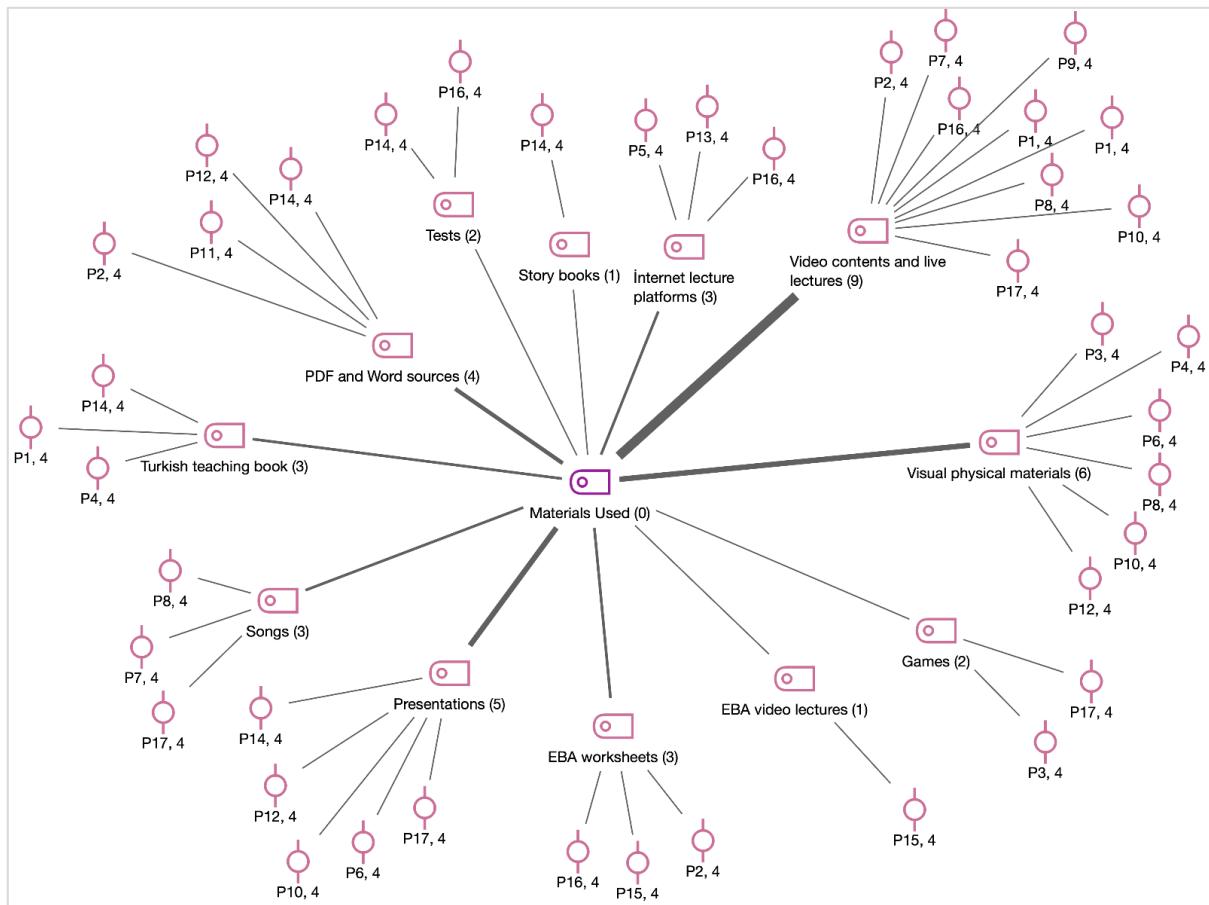 P16, 4
P14, 4
Tests (2)
P14, 4
Story books (1)
P5, 4
P13, 4
P16, 4
İnternet lecture
platforms (3)
P2, 4
P7, 4
P9, 4
P16, 4
P1, 4
P1, 4
P8, 4
P10, 4
P17, 4
Video contents and live
lectures (9)
P12, 4
P14, 4
P11, 4
P2, 4
PDF and Word sources (4)
P14, 4
P1, 4
P4, 4
Turkish teaching book (3)
Materials Used (0)
P3, 4
P4, 4
P6, 4
P8, 4
P10, 4
P12, 4
Visual physical materials (6)
P8, 4
P7, 4
P17, 4
Songs (3)
Presentations (5)
P14, 4
P12, 4
P10, 4
P6, 4
P17, 4
EBA worksheets (3)
P16, 4
P15, 4
P2, 4
EBA video lectures (1)
P15, 4
Games (2)
P17, 4
P3, 4